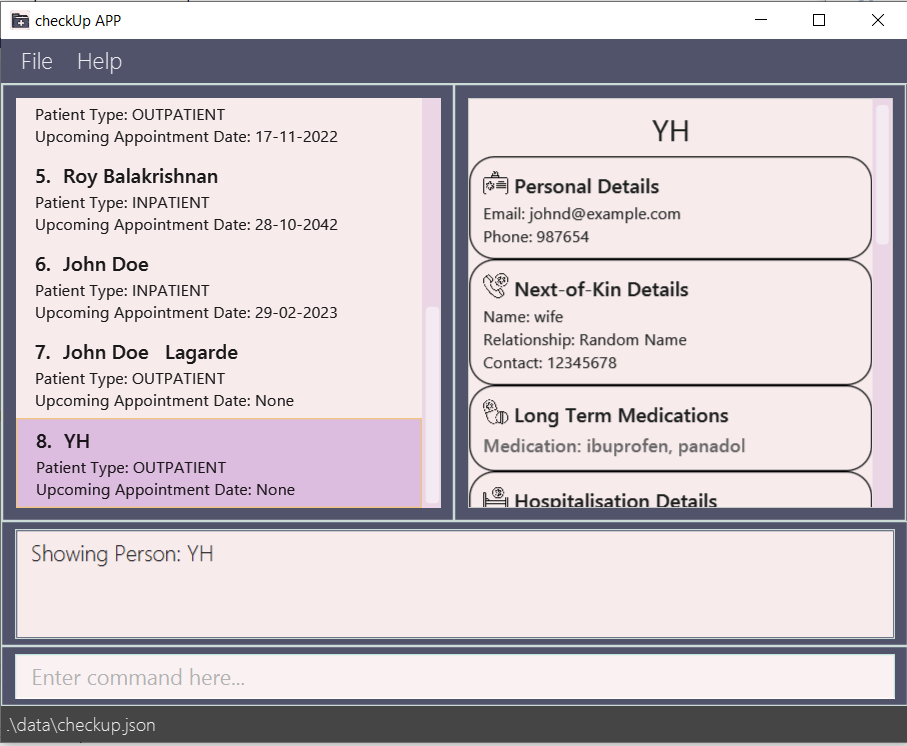 checkUp APP
File Help
Patient Type: OUTPATIENT
Upcoming Appointment Date: 17-11-2022
5. Roy Balakrishnan
Patient Type: INPATIENT
Upcoming Appointment Date: 28-10-2042
6. John Doe
Patient Type: INPATIENT
Upcoming Appointment Date: 29-02-2023
7. John Doe Lagarde
Patient Type: OUTPATIENT
Upcoming Appointment Date: None
8. YH
Patient Type: OUTPATIENT
Upcoming Appointment Date: None
YH
Personal Details
Email: johnd@example.com
Phone: 987654
Next-of-Kin Details
Name: wife
Relationship: Random Name
Contact: 12345678
Long Term Medications
Medication: ibuprofen, panadol
Hospitalisation Details
Showing Person: YH
Enter command here...
.\data\checkup.json